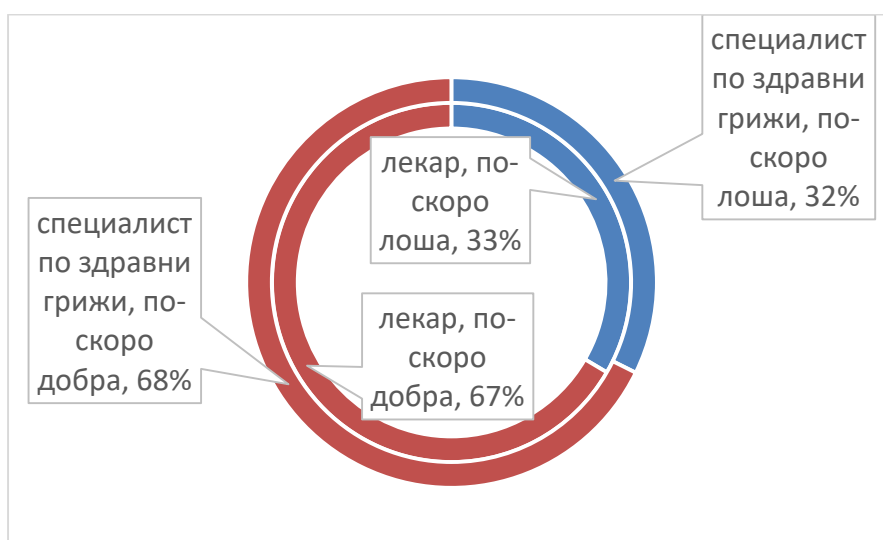 специалист
по здравни
грижи, по-
скоро
лоша, 32%
лекар, по-
скоро
лоша, 33%
специалист
по здравни
грижи, по-
скоро
добра, 68%
лекар, по-
скоро
добра, 67%